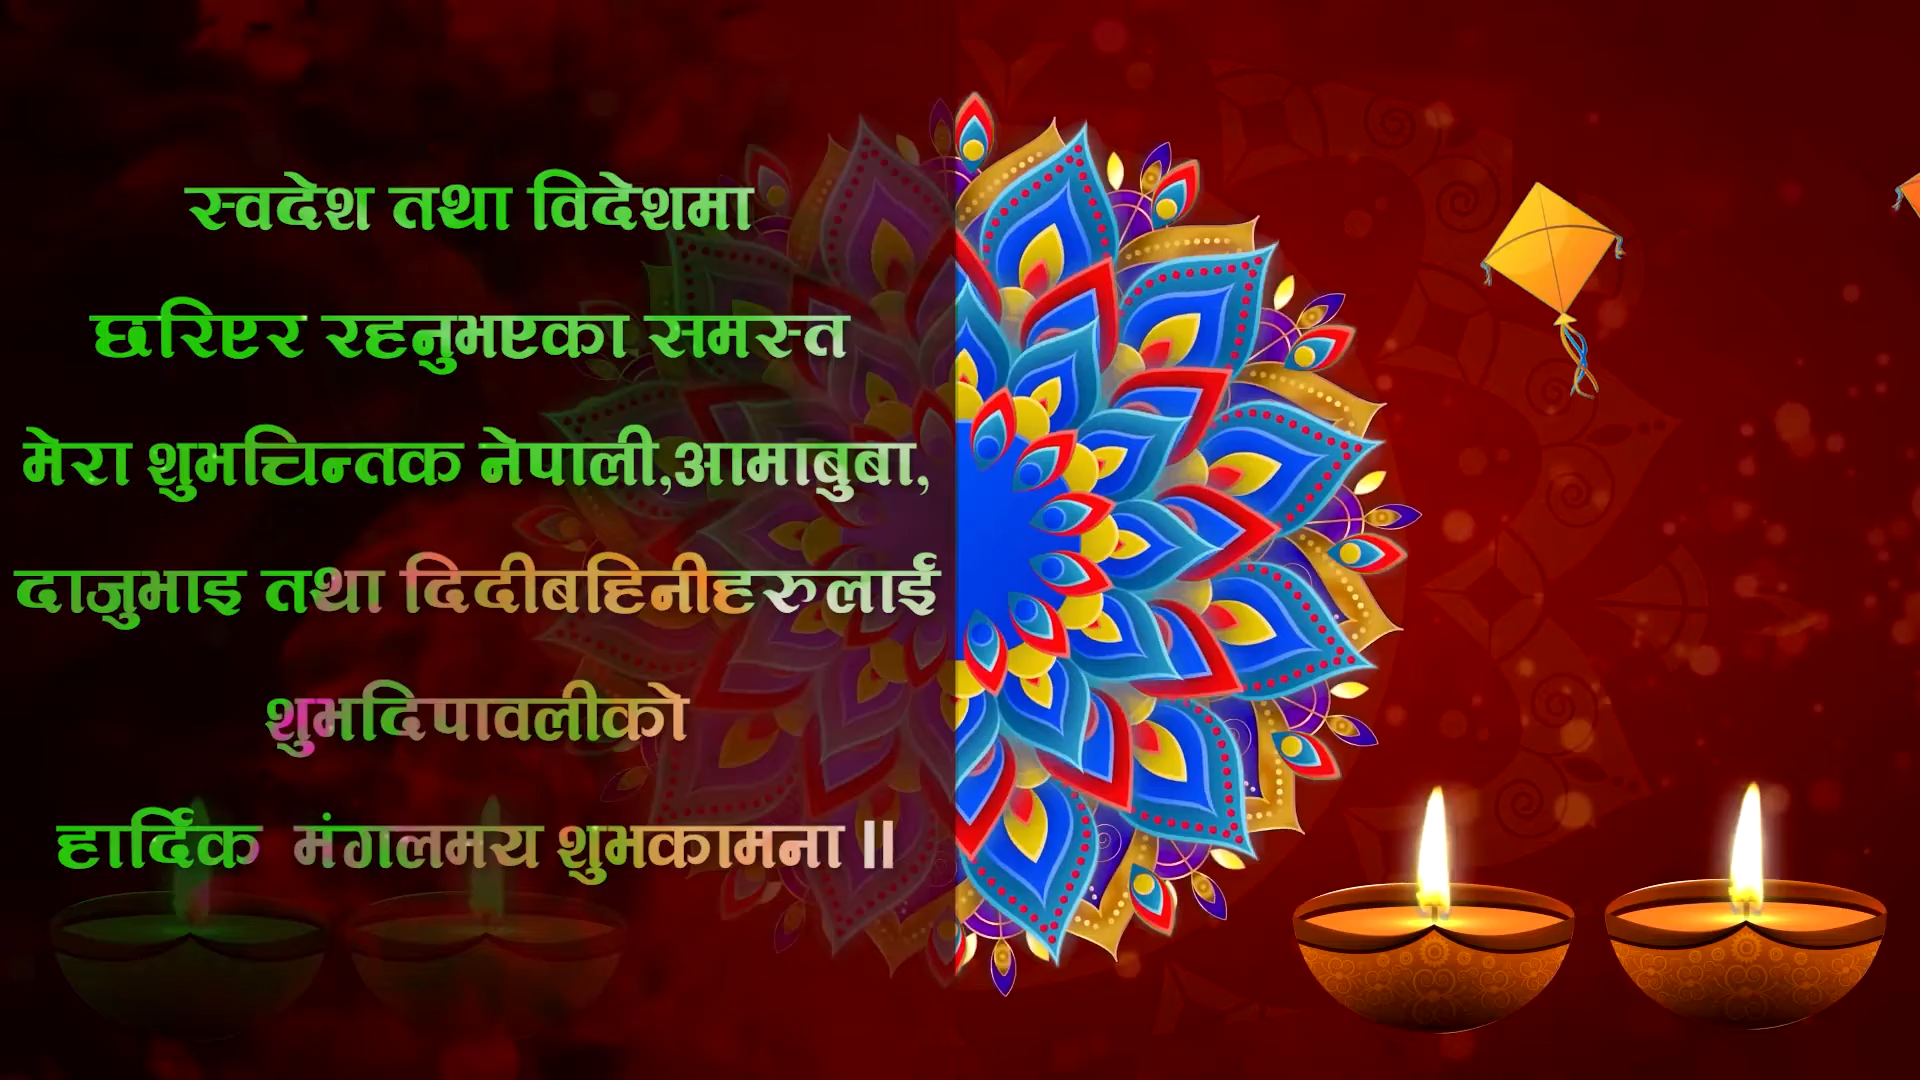 स्वदेश तथा विदेशमा
छरिएर रहनुभएका समस्त
मेरा शुभचिन्तक नेपाली,आमाबुबा,
दाजुभाइ तथा दिदीबहिनीहरुलाई
शुभदिपावलीको
हार्दिक मंगलमय शुभकामना ॥